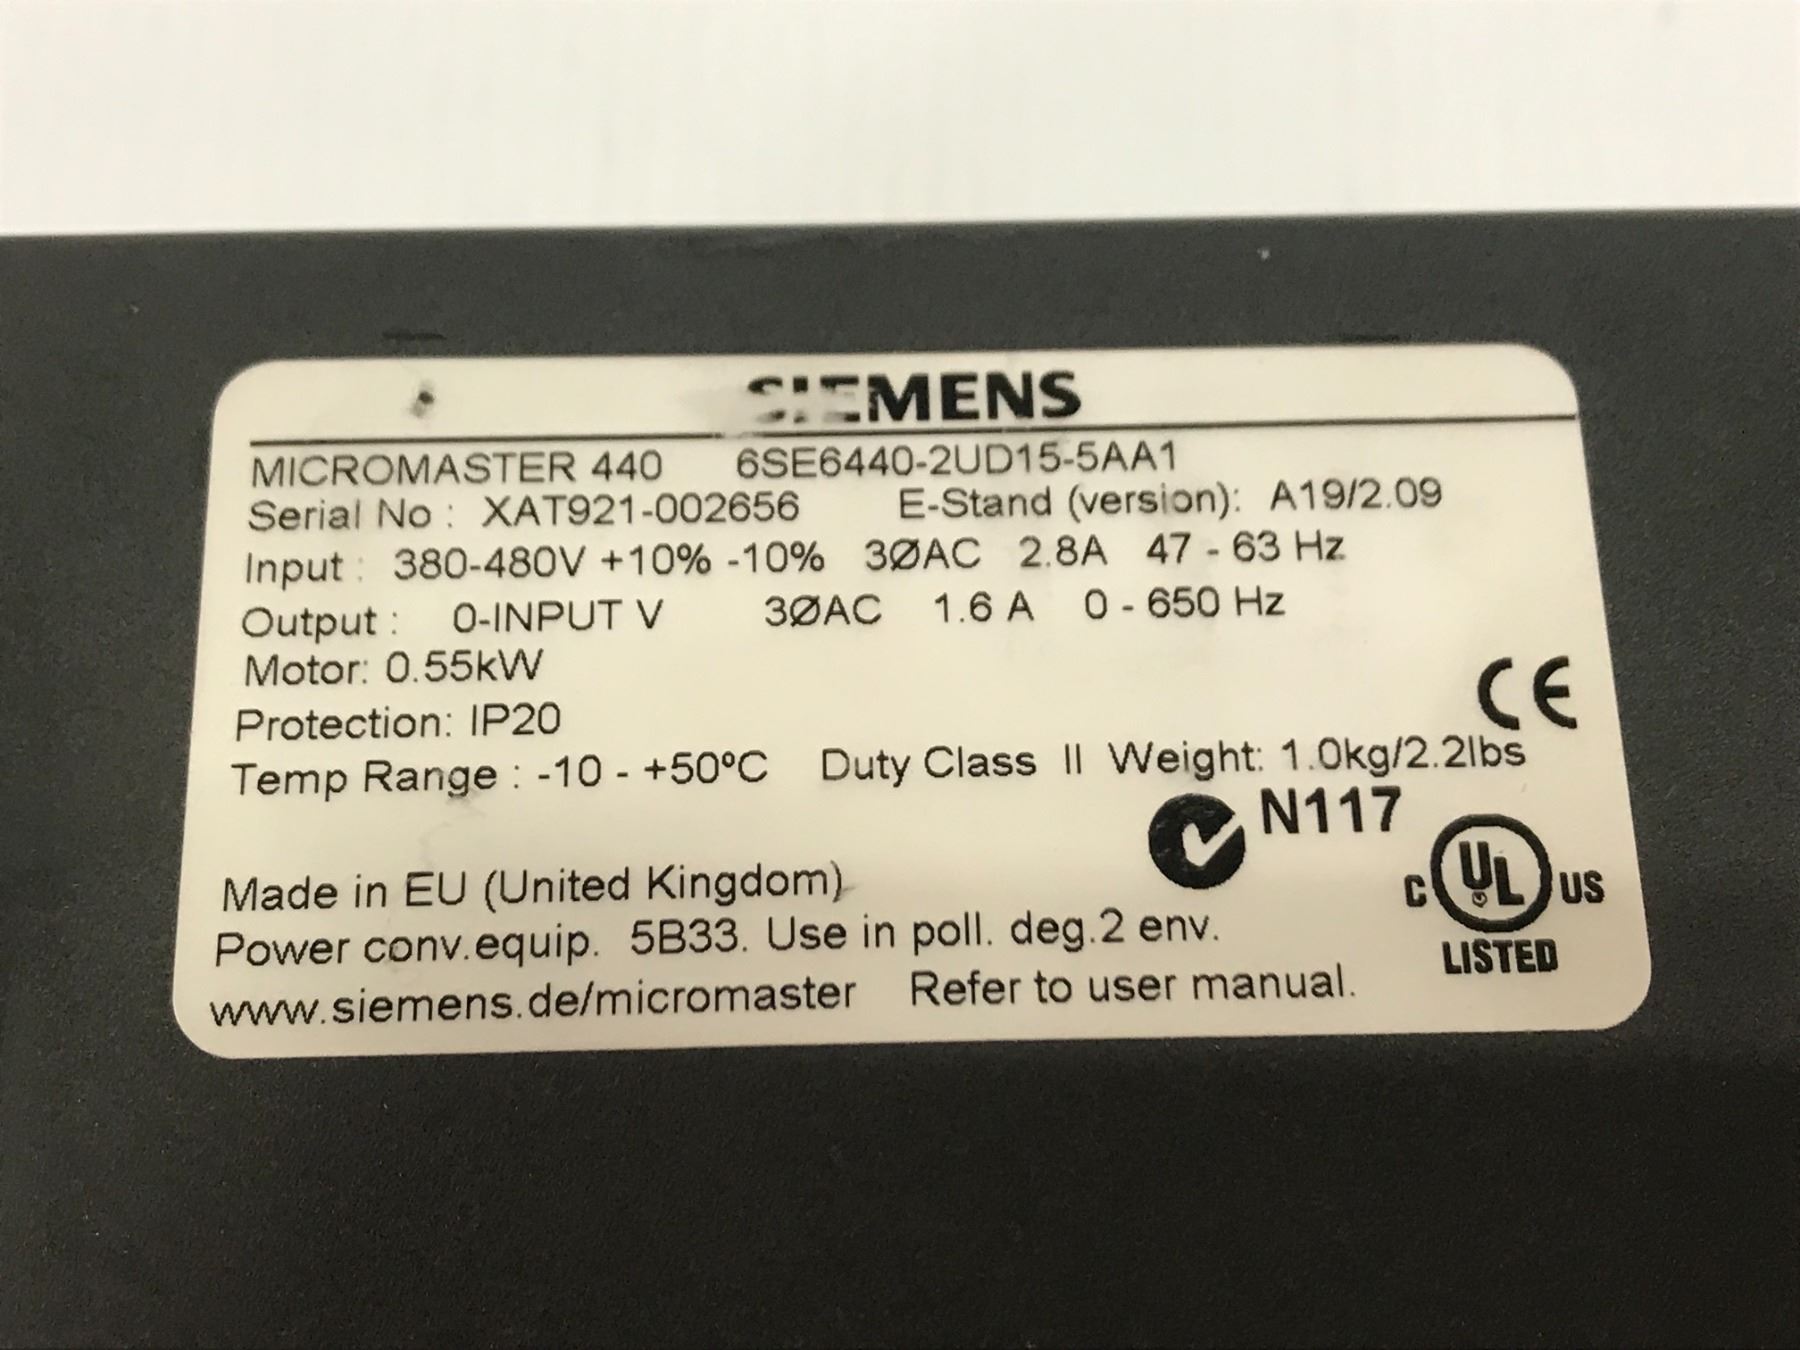 SIEMENS
MICROMASTER 440 6SE6440-2UD15-5AA1
Serial No : XAT921-002656 E-Stand (version): A19/2.09
Input : 380-480V +10% -10% 3ØAC 2.8A 47 - 63 Hz
Output : 0-INPUT V 3ØAC 1.6 A 0 - 650 Hz
Motor: 0.55kW
CE
Protection: IP20
Temp Range : -10 - +50ºC Duty Class II Weight: 1.0kg/2.2lbs
N117
Made in EU (United Kingdom)
C UL US
Power conv.equip. 5B33. Use in poll. deg.2 env.
LISTED
www.siemens.de/micromaster Refer to user manual.